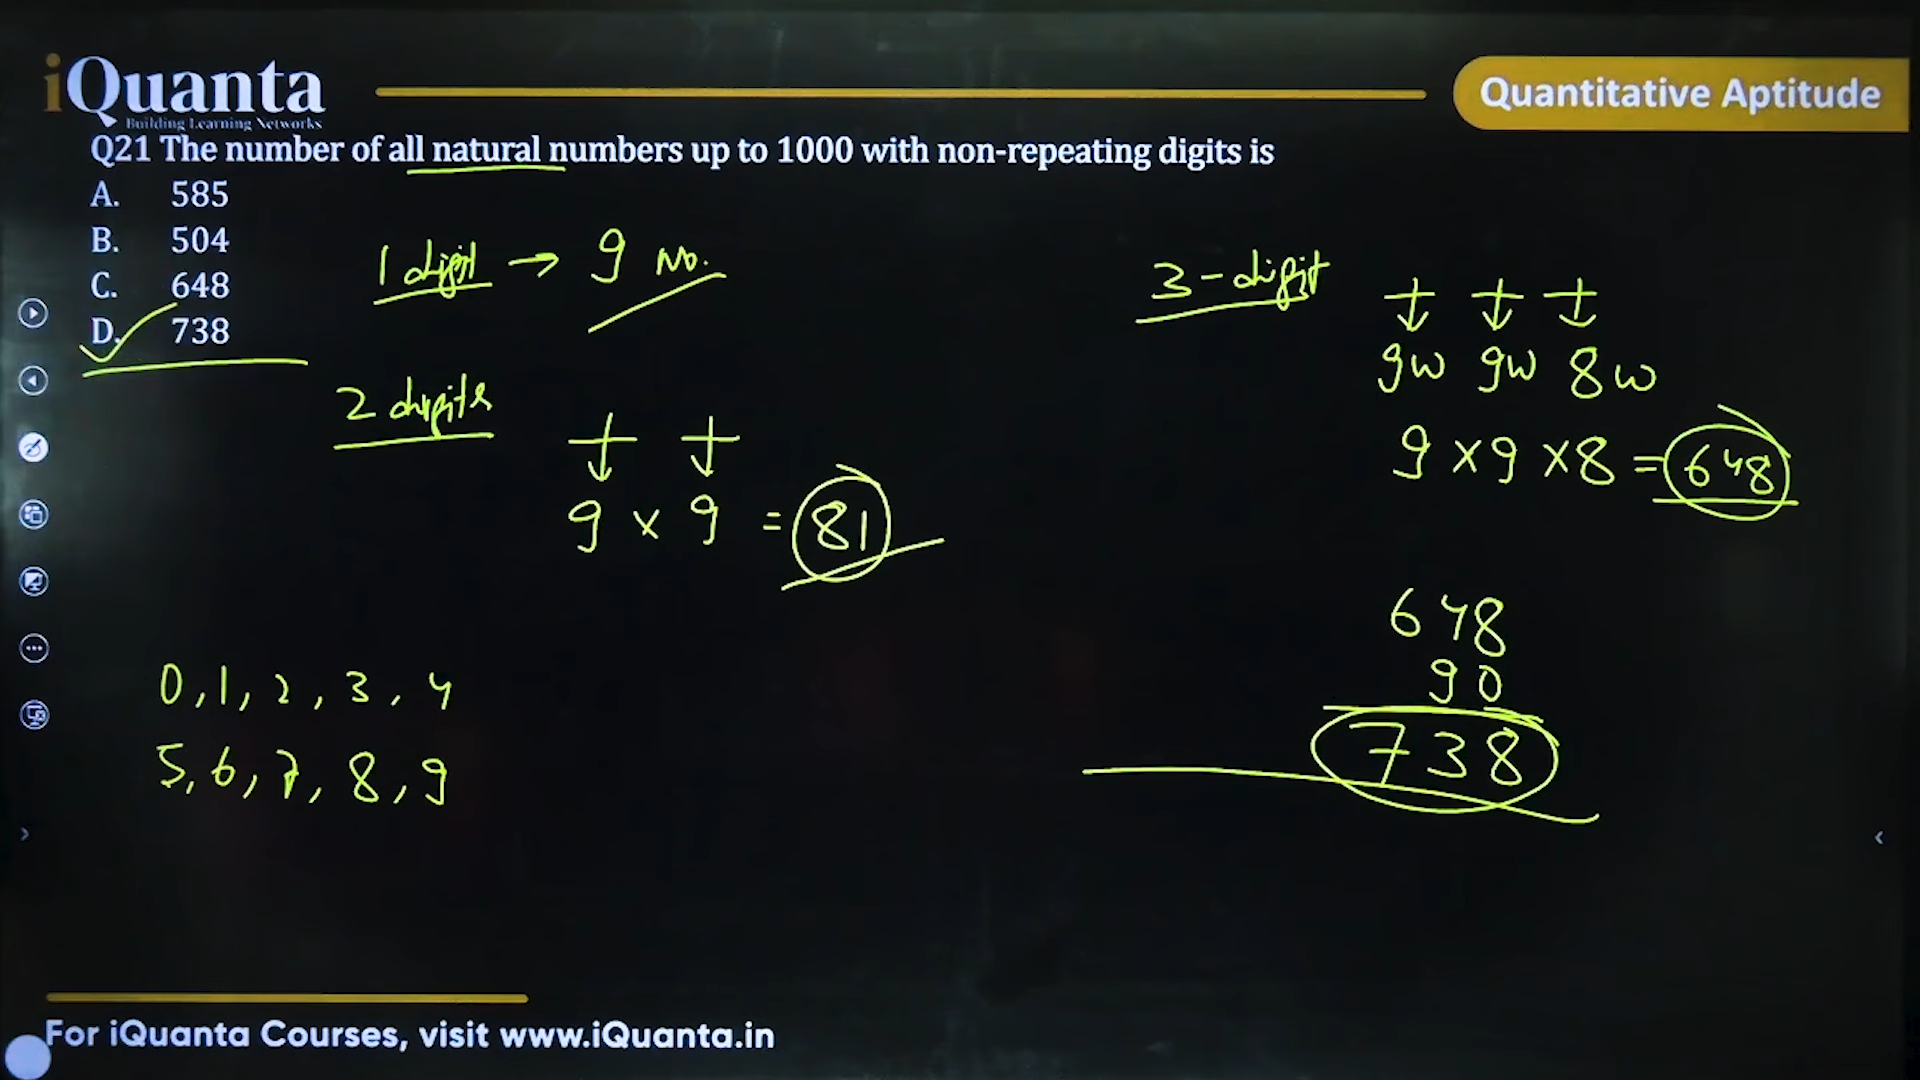 iQuanta
Building Learning Networks
Quantitative Aptitude
Q21 The number of all natural numbers up to 1000 with non-repeating digits is
A. 585
B. 504
C. 648
D. 738
1 digit → 9 No.
2 digits
9 x 9 = 81
3-digit
9w 9w 8w
9 x 9 x 8 = 648
648
90
738
0, 1, 2, 3, 4
5, 6, 7, 8, 9
For iQuanta Courses, visit www.iQuanta.in